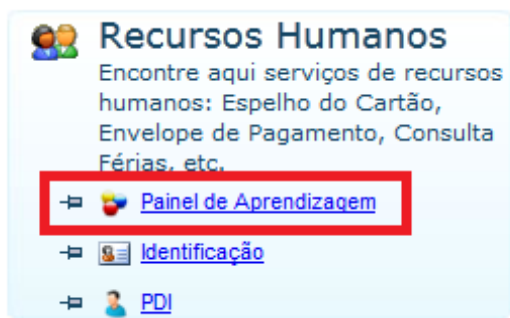 Recursos Humanos
Encontre aqui serviços de recursos
humanos: Espelho do Cartão,
Envelope de Pagamento, Consulta
Férias, etc.
Painel de Aprendizagem
Identificação
PDI